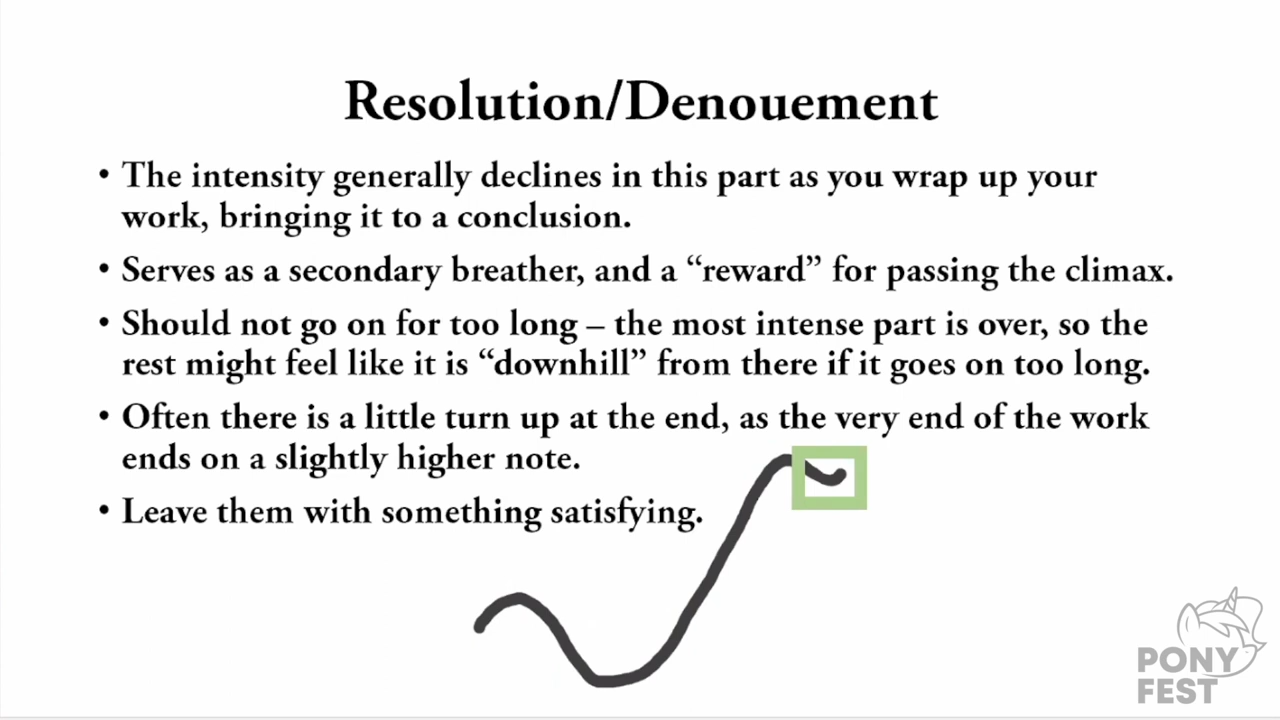 Resolution/Denouement
• The intensity generally declines in this part as you wrap up your
work, bringing it to a conclusion.
• Serves as a secondary breather, and a “reward” for passing the climax.
• Should not go on for too long – the most intense part is over, so the
rest might feel like it is “downhill” from there if it goes on too long.
• Often there is a little turn up at the end, as the very end of the work
ends on a slightly higher note.
• Leave them with something satisfying.
PONY
FEST